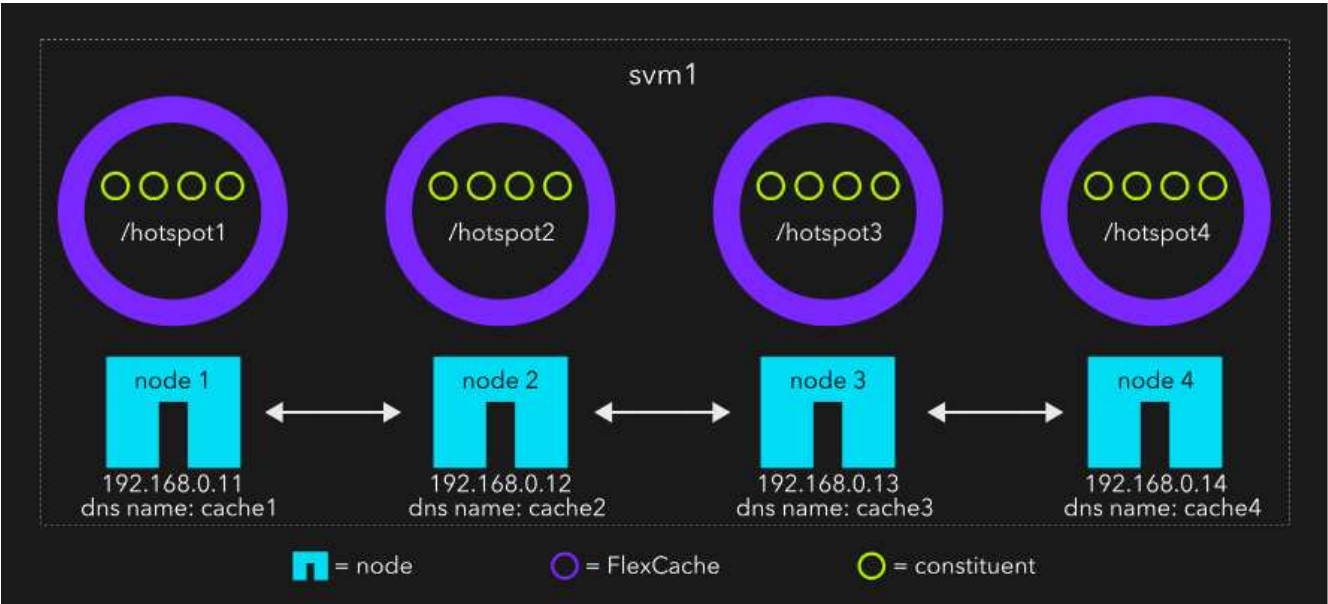 svm1
/hotspot1
/hotspot2
/hotspot3
/hotspot4
node 1
node 2
node 3
node 4
192.168.0.11
dns name: cache1
192.168.0.12
dns name: cache2
192.168.0.13
dns name: cache3
192.168.0.14
dns name: cache4
= node
= FlexCache
= constituent